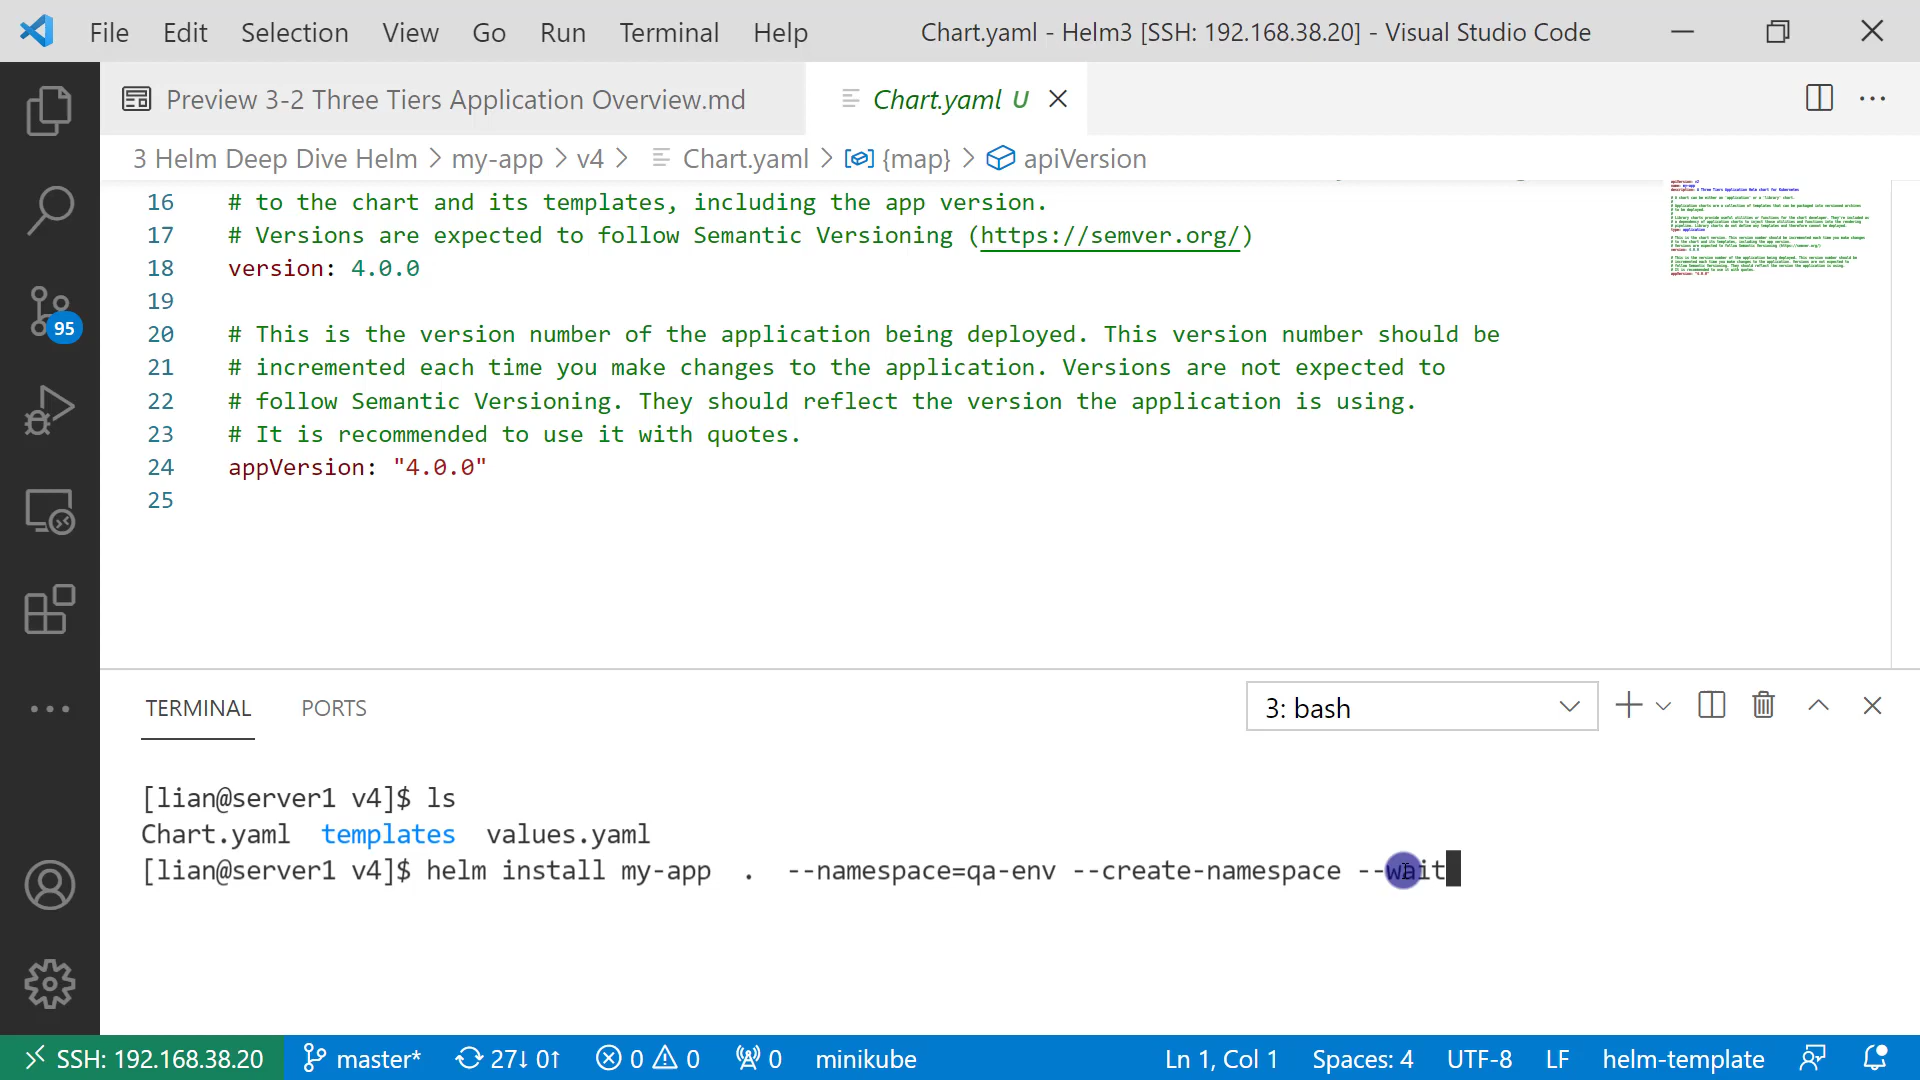 File Edit Selection View Go Run Terminal Help Chart.yaml - Helm3 [SSH: 192.168.38.20] - Visual Studio Code
Preview 3-2 Three Tiers Application Overview.md Chart.yaml U
3 Helm Deep Dive Helm > my-app > v4 > Chart.yaml > {map} > apiVersion
16 # to the chart and its templates, including the app version.
17 # Versions are expected to follow Semantic Versioning (https://semver.org/)
18 version: 4.0.0
19
20 # This is the version number of the application being deployed. This version number should be
21 # incremented each time you make changes to the application. Versions are not expected to
22 # follow Semantic Versioning. They should reflect the version the application is using.
23 # It is recommended to use it with quotes.
24 appVersion: "4.0.0"
25
95
TERMINAL PORTS 3: bash
[lian@server1 v4]$ ls
Chart.yaml templates values.yaml
[lian@server1 v4]$ helm install my-app . --namespace=qa-env --create-namespace --wait
SSH: 192.168.38.20 master* 27↓ 0↑ 0 0 0 minikube Ln 1, Col 1 Spaces: 4 UTF-8 LF helm-template